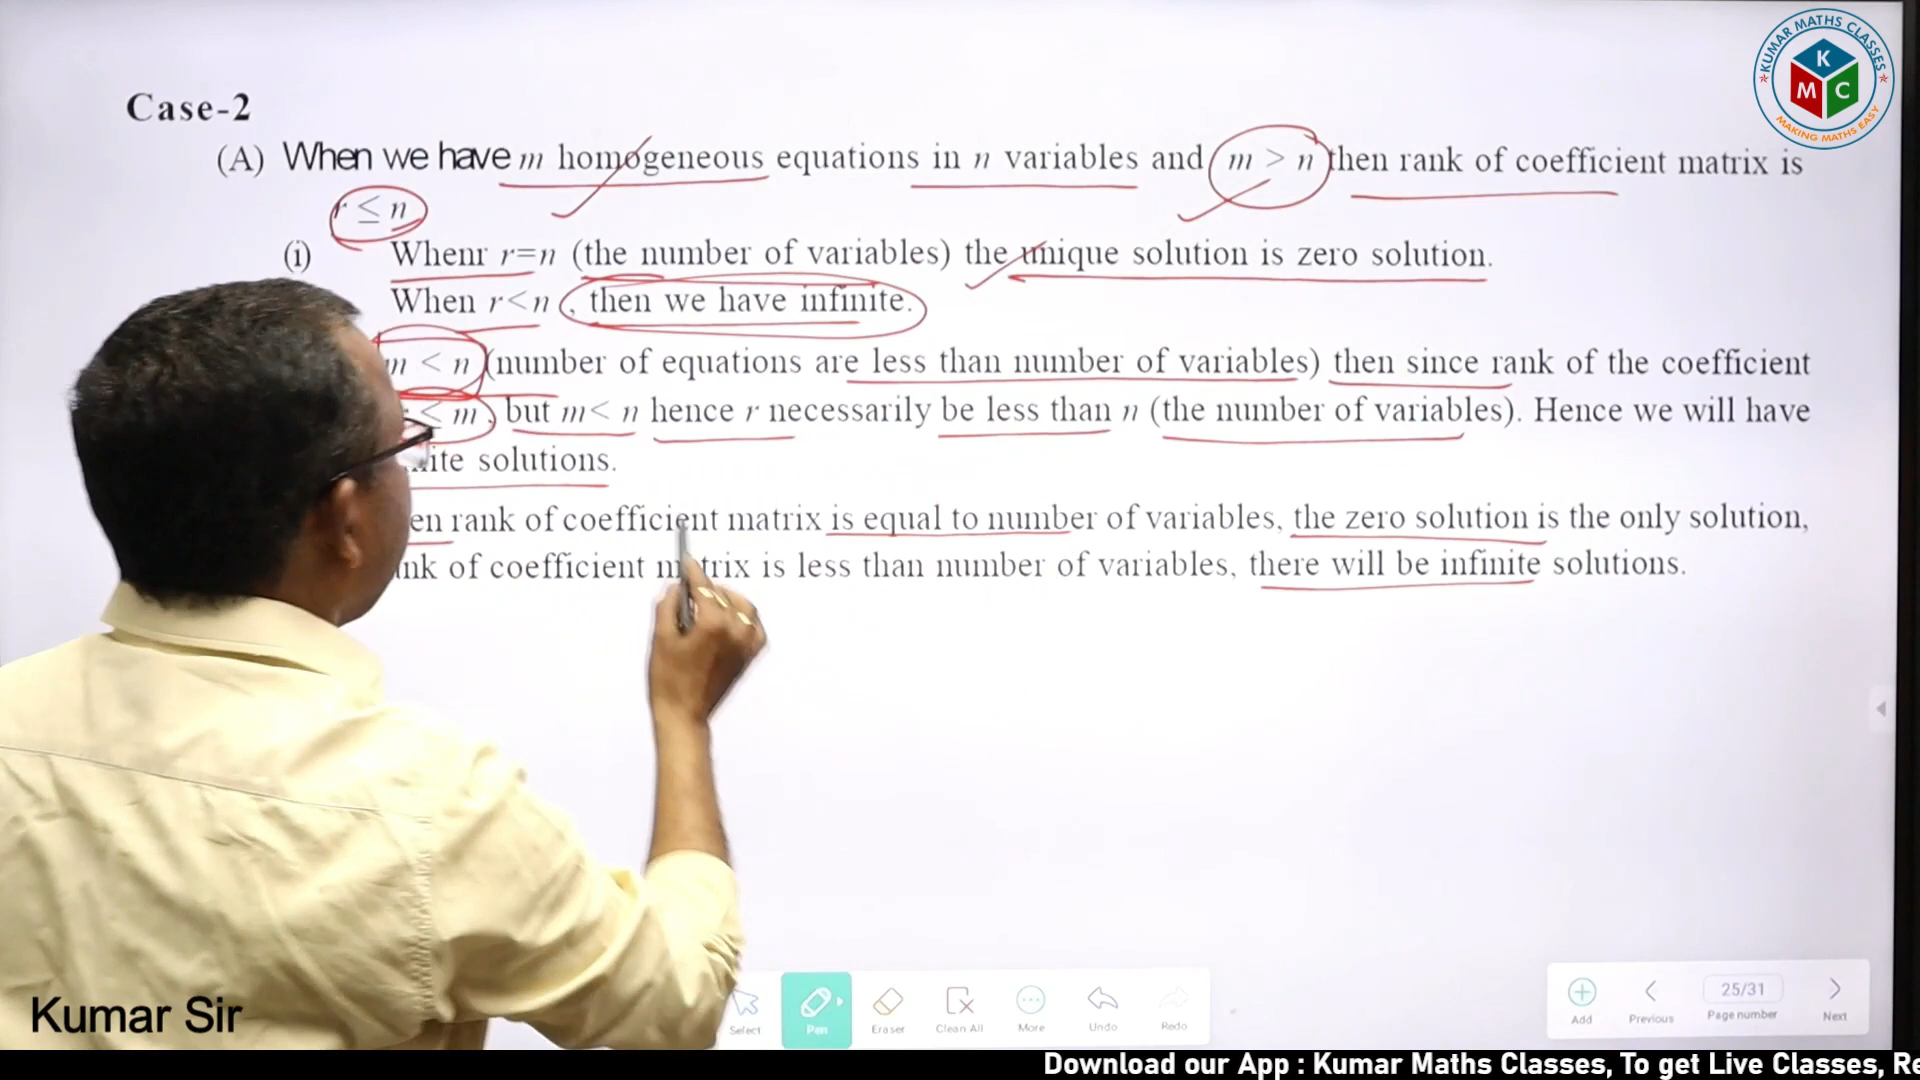 KUMAR MATHS CLASSES
K
M C
MAKING MATHS EASY
Case-2
(A) When we have m homogeneous equations in n variables and m > n then rank of coefficient matrix is
r ≤ n
(i) Whenr r=n (the number of variables) the unique solution is zero solution.
When r<n , then we have infinite.
m < n (number of equations are less than number of variables) then since rank of the coefficient
≤ m, but m< n hence r necessarily be less than n (the number of variables). Hence we will have
solutions.
rank of coefficient matrix is equal to number of variables, the zero solution is the only solution,
of coefficient matrix is less than number of variables, there will be infinite solutions.
Select
Pen
Eraser
Clean All
More
Undo
Redo
Add
Previous
25/31
Page number
Next
Kumar Sir
Download our App : Kumar Maths Classes, To get Live Classes, Re